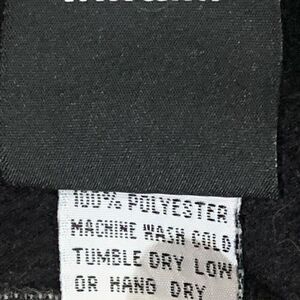 100% POLYESTER
MACHINE WASH COLD
TUMBLE DRY LOW
OR HANG DRY